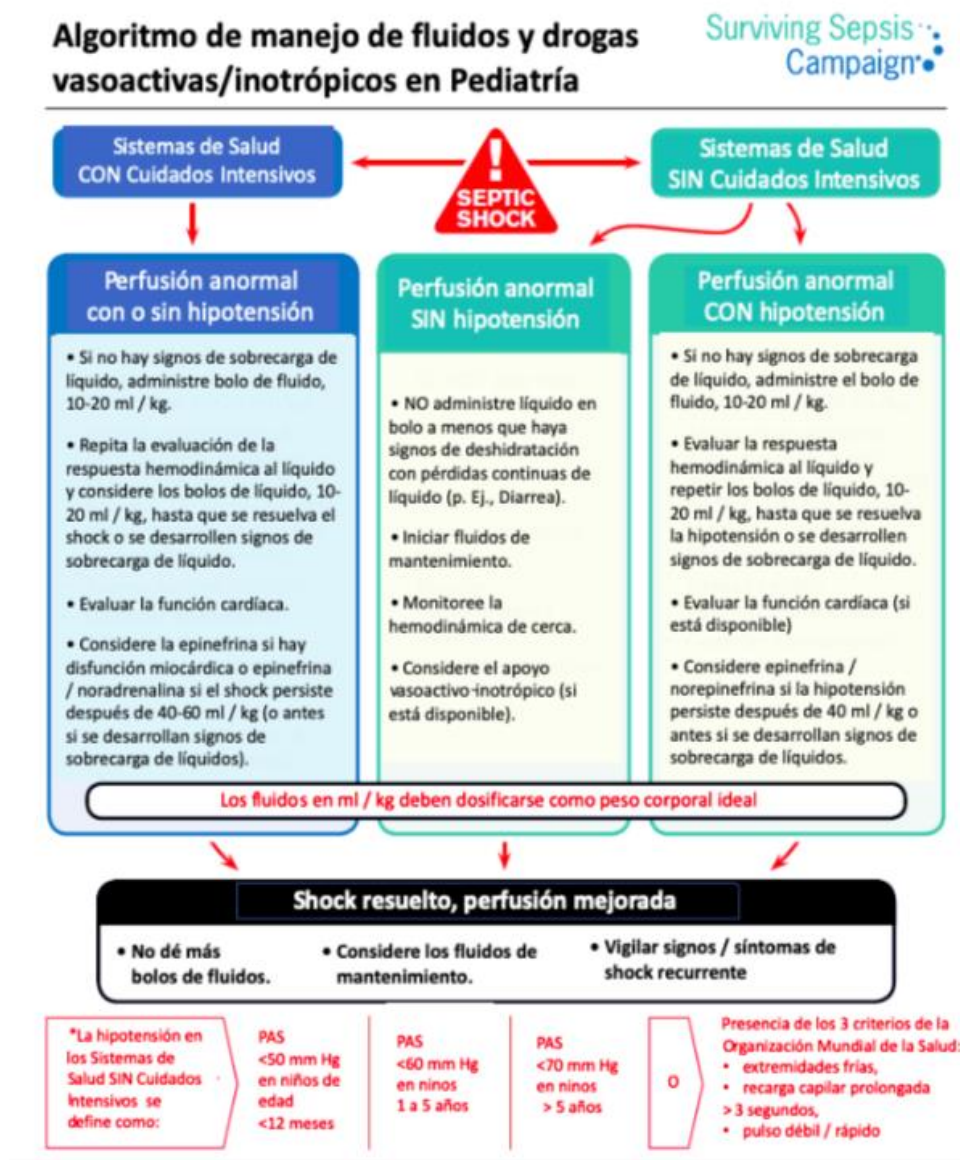 Algoritmo de manejo de fluidos y drogas
vasoactivas/inotrópicos en Pediatría
Surviving Sepsis
Campaign
Sistemas de Salud
CON Cuidados Intensivos
!
SEPTIC
SHOCK
Sistemas de Salud
SIN Cuidados Intensivos
Perfusión anormal
con o sin hipotensión
• Si no hay signos de sobrecarga de
líquido, administre bolo de fluido,
10-20 ml / kg.
• Repita la evaluación de la
respuesta hemodinámica al líquido
y considere los bolos de líquido, 10-
20 ml / kg, hasta que se resuelva el
shock o se desarrollen signos de
sobrecarga de líquido.
• Evaluar la función cardíaca.
• Considere la epinefrina si hay
disfunción miocárdica o epinefrina
/ noradrenalina si el shock persiste
después de 40-60 ml / kg (o antes
si se desarrollan signos de
sobrecarga de líquidos).
Perfusión anormal
SIN hipotensión
• NO administre líquido en
bolo a menos que haya
signos de deshidratación
con pérdidas continuas de
líquido (p. Ej., Diarrea).
• Iniciar fluidos de
mantenimiento.
• Monitoree la
hemodinámica de cerca.
• Considere el apoyo
vasoactivo-inotrópico (si
está disponible).
Perfusión anormal
CON hipotensión
• Si no hay signos de sobrecarga
de líquido, administre el bolo de
fluido, 10-20 ml / kg.
• Evaluar la respuesta
hemodinámica al líquido y
repetir los bolos de líquido, 10-
20 ml / kg, hasta que se resuelva
la hipotensión o se desarrollen
signos de sobrecarga de líquido.
• Evaluar la función cardíaca (si
está disponible)
• Considere epinefrina /
norepinefrina si la hipotensión
persiste después de 40 ml / kg o
antes si se desarrollan signos de
sobrecarga de líquidos.
Los fluidos en ml / kg deben dosificarse como peso corporal ideal
Shock resuelto, perfusión mejorada
• No dé más
bolos de fluidos.
• Considere los fluidos de
mantenimiento.
• Vigilar signos / síntomas de
shock recurrente
*La hipotensión en
los Sistemas de
Salud SIN Cuidados
Intensivos se
define como:
PAS
<50 mm Hg
en niños de
edad
<12 meses
PAS
<60 mm Hg
en ninos
1 a 5 años
PAS
<70 mm Hg
en ninos
> 5 años
O
Presencia de los 3 criterios de la
Organización Mundial de la Salud:
• extremidades frías,
• recarga capilar prolongada
> 3 segundos,
• pulso débil / rápido